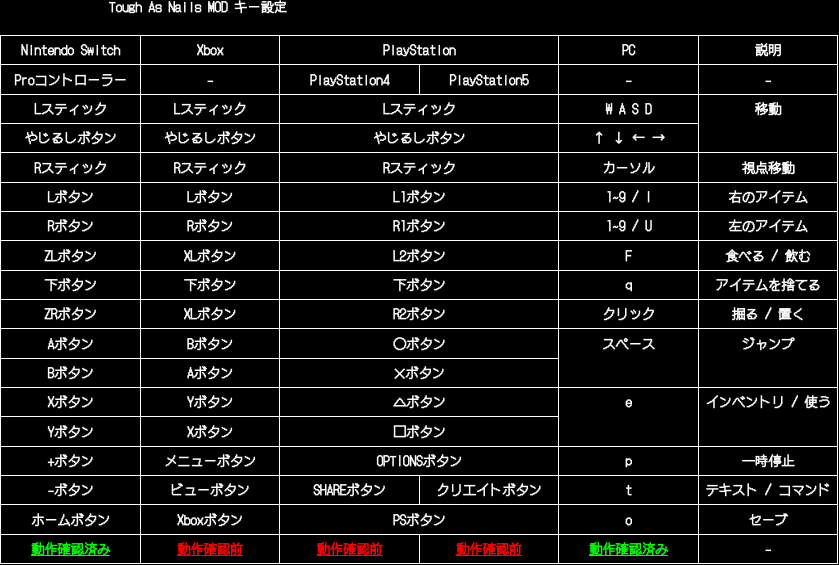 Tough As Nails MOD キー設定
Nintendo Switch Xbox PlayStation PC 説明
Proコントローラー - PlayStation4 PlayStation5 - -
Lスティック Lスティック Lスティック W A S D 移動
やじるしボタン やじるしボタン やじるしボタン ↑ ↓ ← →
Rスティック Rスティック Rスティック カーソル 視点移動
Lボタン Lボタン L1ボタン 1~9 / I 右のアイテム
Rボタン Rボタン R1ボタン 1~9 / U 左のアイテム
ZLボタン XLボタン L2ボタン F 食べる / 飲む
下ボタン 下ボタン 下ボタン q アイテムを捨てる
ZRボタン XLボタン R2ボタン クリック 掘る / 置く
Aボタン Bボタン ○ボタン スペース ジャンプ
Bボタン Aボタン ×ボタン
Xボタン Yボタン △ボタン e インベントリ / 使う
Yボタン Xボタン □ボタン
+ボタン メニューボタン OPTIONSボタン p 一時停止
-ボタン ビューボタン SHAREボタン クリエイトボタン t テキスト / コマンド
ホームボタン Xboxボタン PSボタン o セーブ
動作確認済み 動作確認前 動作確認前 動作確認前 動作確認済み -